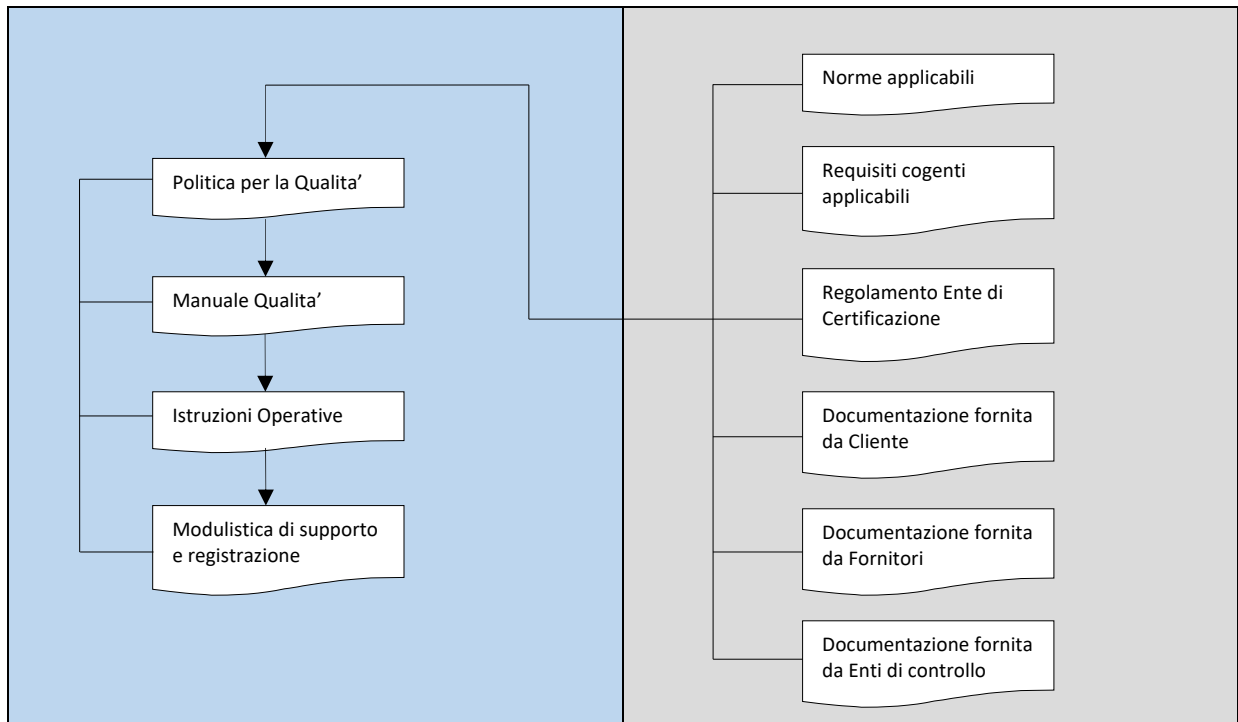 Politica per la Qualita’
Manuale Qualita’
Istruzioni Operative
Modulistica di supporto
e registrazione
Norme applicabili
Requisiti cogenti
applicabili
Regolamento Ente di
Certificazione
Documentazione fornita
da Cliente
Documentazione fornita
da Fornitori
Documentazione fornita
da Enti di controllo